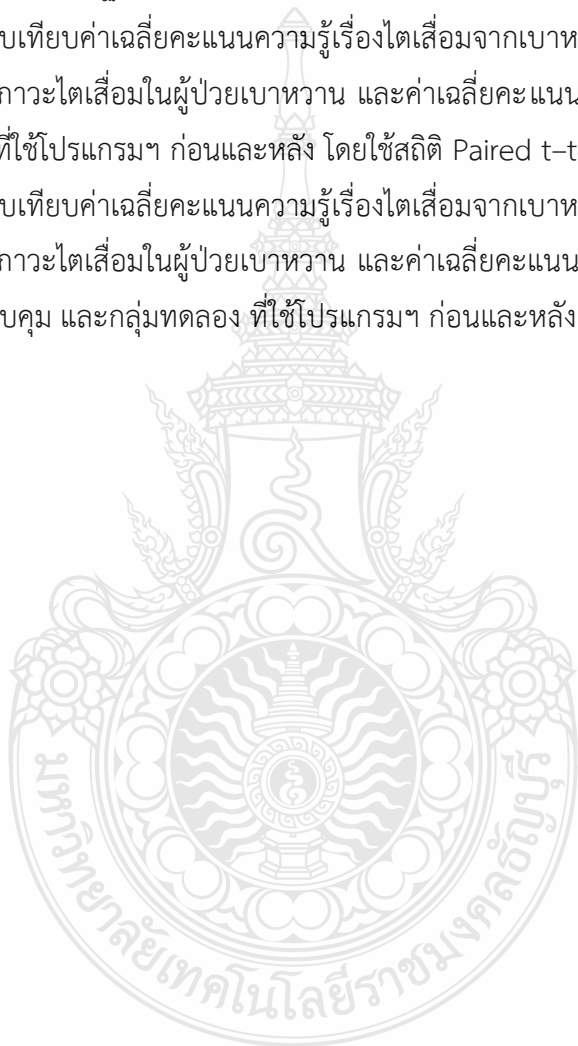 บเทียบค่าเฉลี่ยคะแนนความรู้เรื่องไตเสื่อมจากเบาห
ภาวะไตเสื่อมในผู้ป่วยเบาหวาน และค่าเฉลี่ยคะแนน
ที่ใช้โปรแกรมฯ ก่อนและหลัง โดยใช้สถิติ Paired t–t
บเทียบค่าเฉลี่ยคะแนนความรู้เรื่องไตเสื่อมจากเบาห
ภาวะไตเสื่อมในผู้ป่วยเบาหวาน และค่าเฉลี่ยคะแนน
บคุม และกลุ่มทดลอง ที่ใช้โปรแกรมฯ ก่อนและหลัง
มหาวิทยาลัยเทคโนโลยีราชมงคลธัญบุรี